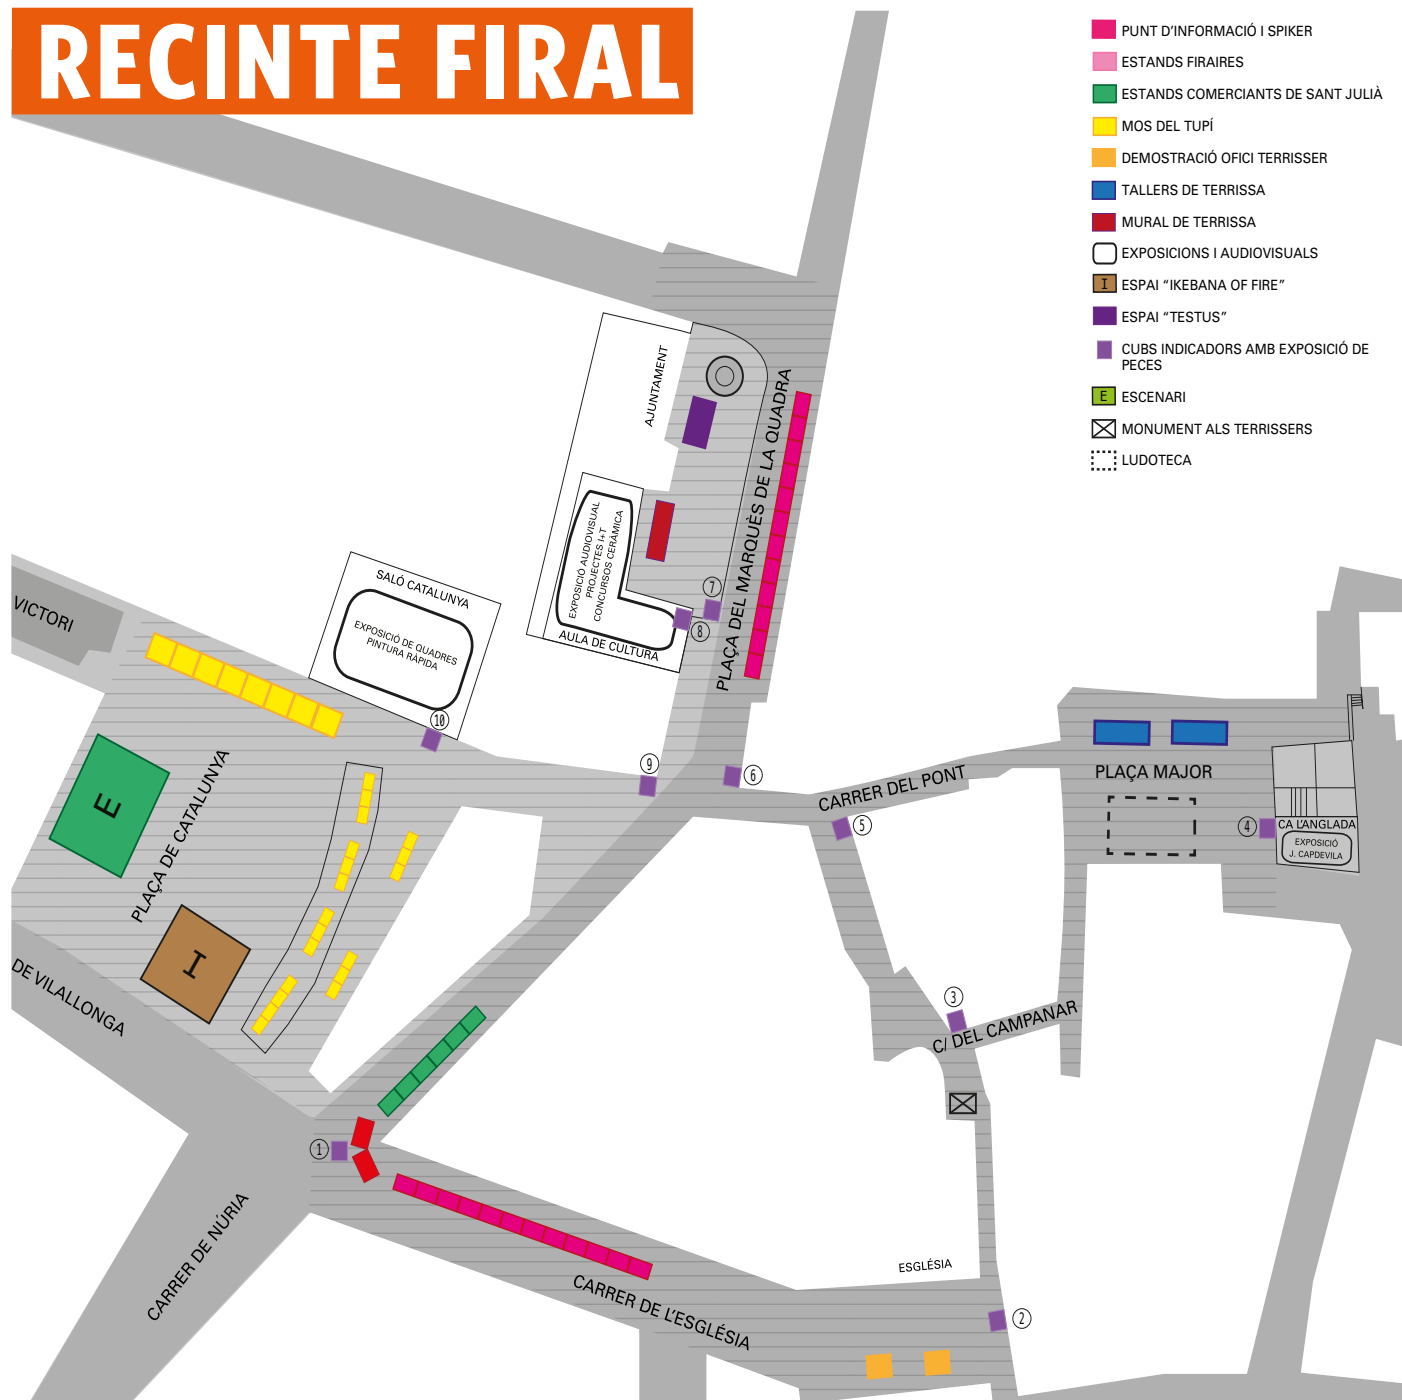 RECINTE FIRAL
PUNT D'INFORMACIÓ I SPIKER
ESTANDS FIRAIRES
ESTANDS COMERCIANTS DE SANT JULIÀ
MOS DEL TUPÍ
DEMOSTRACIÓ OFICI TERRISSER
TALLERS DE TERRISSA
MURAL DE TERRISSA
EXPOSICIONS I AUDIOVISUALS
I
ESPAI “IKEBANA OF FIRE”
ESPAI “TESTUS”
CUBS INDICADORS AMB EXPOSICIÓ DE
PECES
E
ESCENARI
MONUMENT ALS TERRISSERS
LUDOTECA
AJUNTAMENT
PLAÇA DEL MARQUÈS DE LA QUADRA
EXPOSICIÓ AUDIOVISUAL
PROJECTES I+T
CONCURSOS CERÀMICA
AULA DE CULTURA
7
8
SALÓ CATALUNYA
EXPOSICIÓ DE QUADRES
PINTURA RÀPIDA
VICTORI
10
9
6
CARRER DEL PONT
5
PLAÇA MAJOR
4
CA L'ANGLADA
EXPOSICIÓ
J. CAPDEVILA
E
PLAÇA DE CATALUNYA
I
DE VILALLONGA
3
C/ DEL CAMPANAR
1
CARRER DE NÚRIA
CARRER DE L'ESGLÉSIA
ESGLÉSIA
2